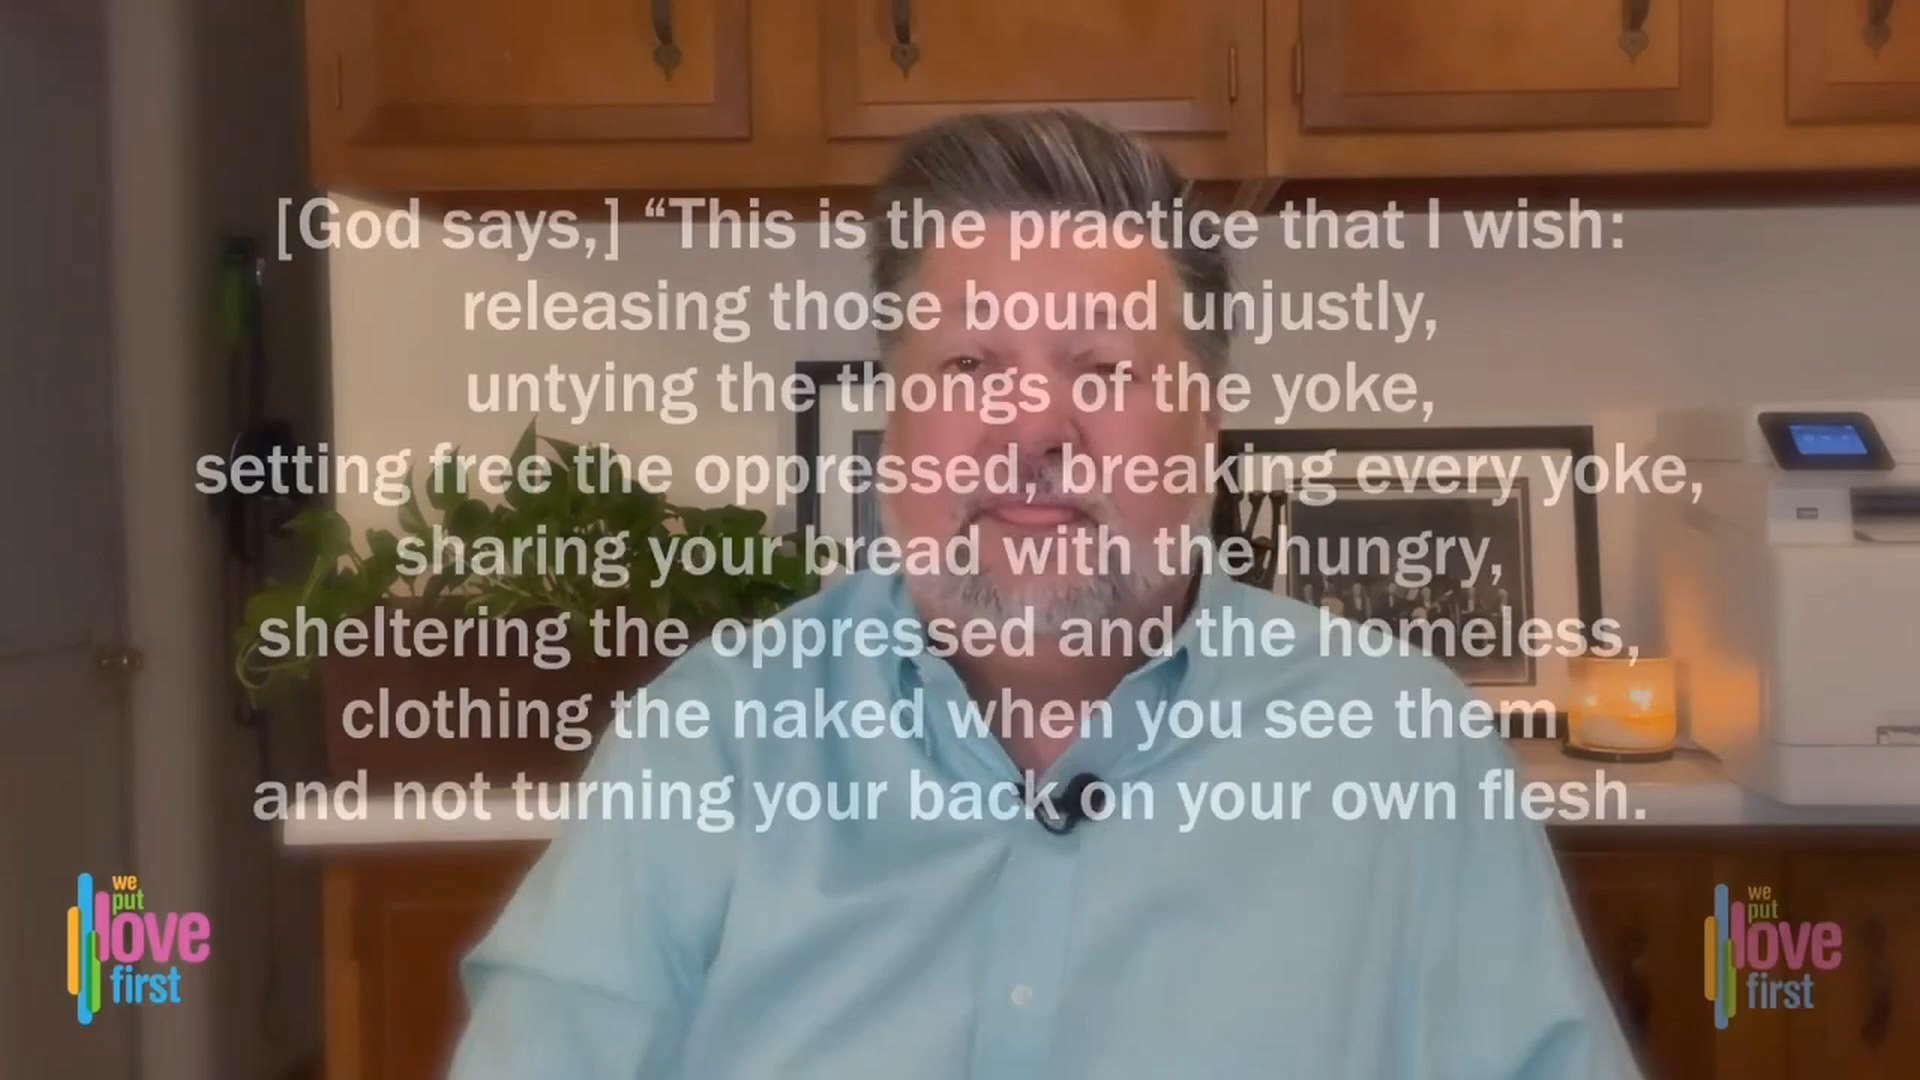 [God says,] “This is the practice that I wish:
releasing those bound unjustly,
untying the thongs of the yoke,
setting free the oppressed, breaking every yoke,
sharing your bread with the hungry,
sheltering the oppressed and the homeless,
clothing the naked when you see them
and not turning your back on your own flesh.
we
put
love
first
we
put
love
first